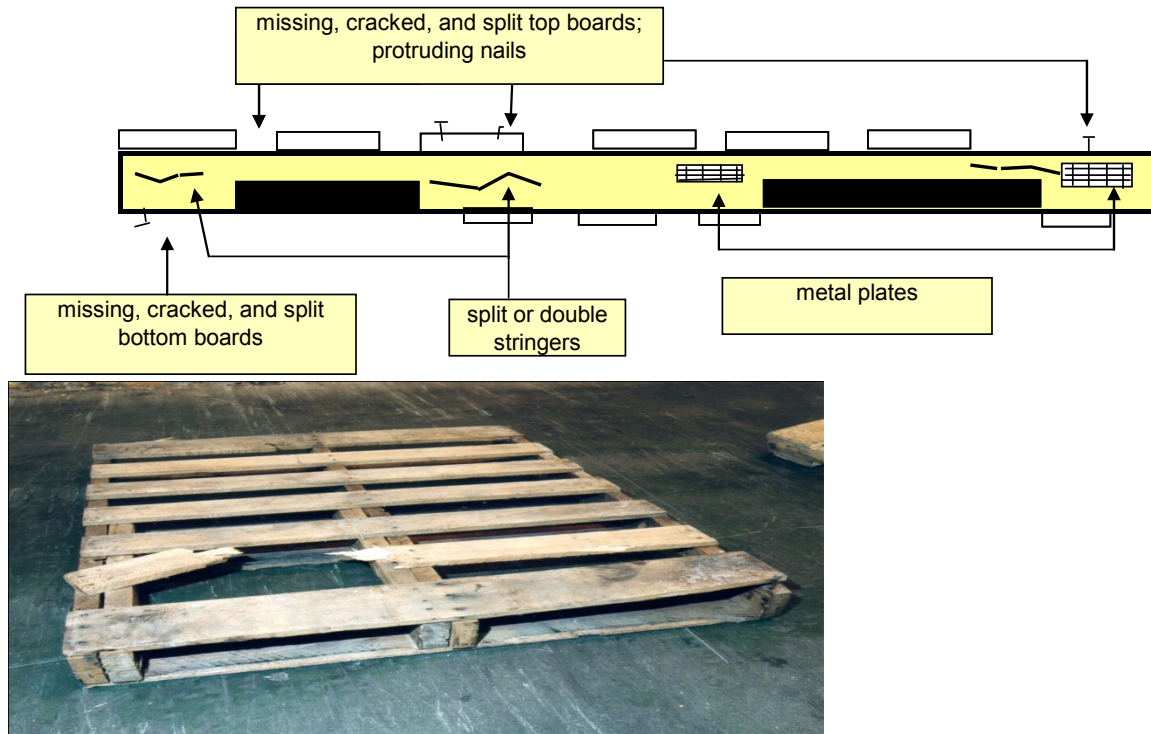 missing, cracked, and split top boards;
protruding nails
missing, cracked, and split
bottom boards
split or double
stringers
metal plates